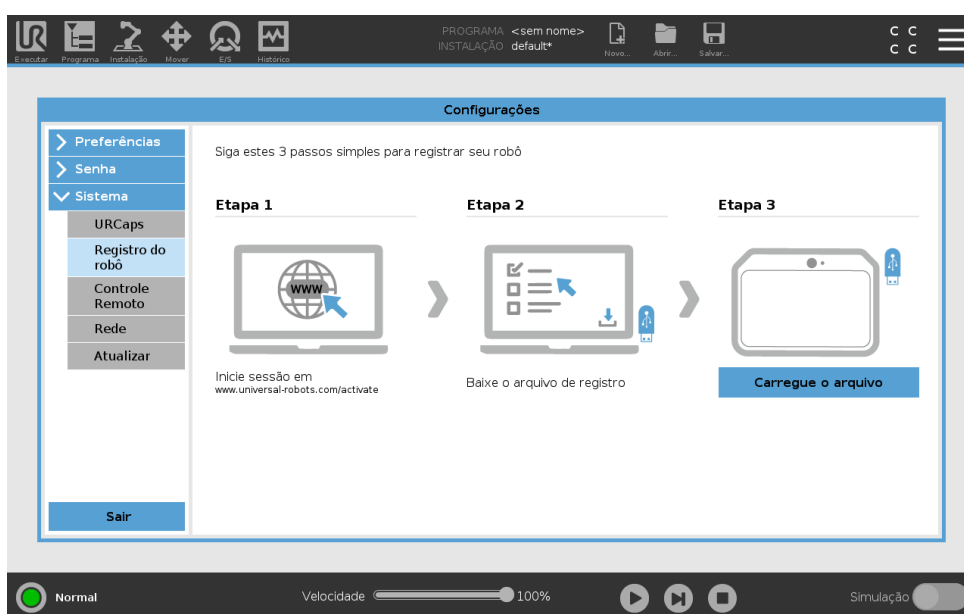 UR
Executar
Programa
Instalação
Mover
E/S
Histórico
PROGRAMA <sem nome>
INSTALAÇÃO default*
Novo...
Abrir...
Salvar...
C C
C C
Configurações
Preferências
Senha
Sistema
URCaps
Registro do
robô
Controle
Remoto
Rede
Atualizar
Sair
Siga estes 3 passos simples para registrar seu robô
Etapa 1
Etapa 2
Etapa 3
WWW
Inicie sessão em
www.universal-robots.com/activate
Baixe o arquivo de registro
Carregue o arquivo
Normal
Velocidade
100%
Simulação